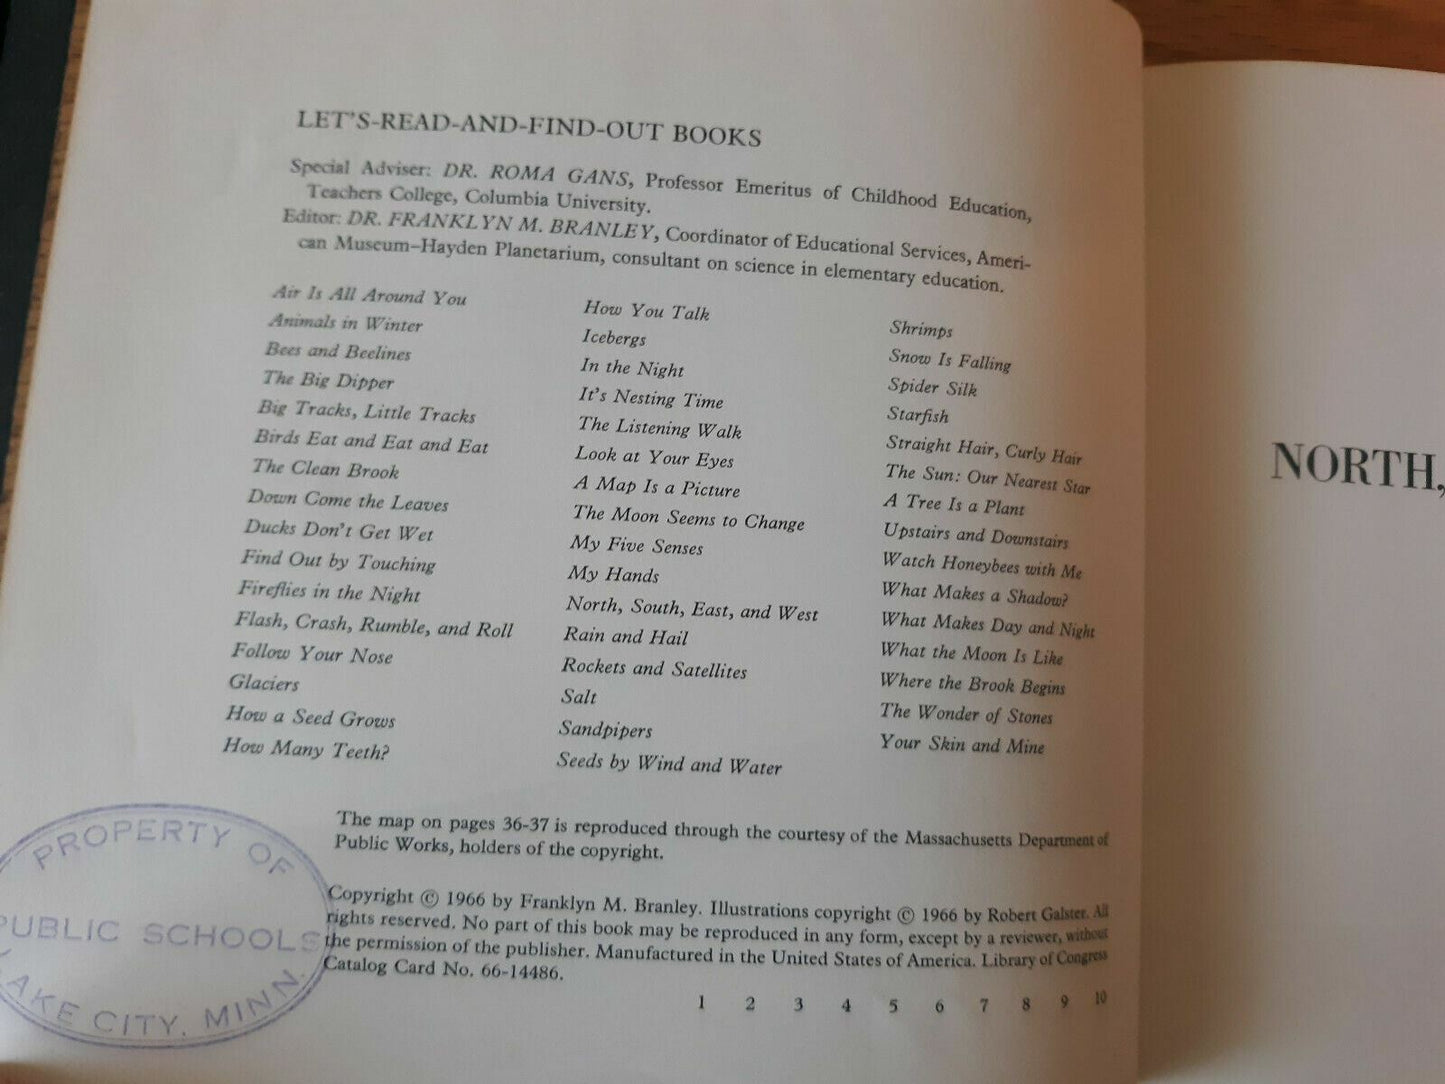 LET'S-READ-AND-FIND-OUT BOOKS
Special Adviser: DR. ROMA GANS, Professor Emeritus of Childhood Education,
Teachers College, Columbia University.
Editor: DR. FRANKLYN M. BRANLEY, Coordinator of Educational Services, Ameri-
can Museum–Hayden Planetarium, consultant on science in elementary education.
Air Is All Around You
Animals in Winter
Bees and Beelines
The Big Dipper
Big Tracks, Little Tracks
Birds Eat and Eat and Eat
The Clean Brook
Down Come the Leaves
Ducks Don't Get Wet
Find Out by Touching
Fireflies in the Night
Flash, Crash, Rumble, and Roll
Follow Your Nose
Glaciers
How a Seed Grows
How Many Teeth?
How You Talk
Icebergs
In the Night
It's Nesting Time
The Listening Walk
Look at Your Eyes
A Map Is a Picture
The Moon Seems to Change
My Five Senses
My Hands
North, South, East, and West
Rain and Hail
Rockets and Satellites
Salt
Sandpipers
Seeds by Wind and Water
Shrimps
Snow Is Falling
Spider Silk
Starfish
Straight Hair, Curly Hair
The Sun: Our Nearest Star
A Tree Is a Plant
Upstairs and Downstairs
Watch Honeybees with Me
What Makes a Shadow?
What Makes Day and Night
What the Moon Is Like
Where the Brook Begins
The Wonder of Stones
Your Skin and Mine
The map on pages 36-37 is reproduced through the courtesy of the Massachusetts Department of
Public Works, holders of the copyright.
Copyright © 1966 by Franklyn M. Branley. Illustrations copyright © 1966 by Robert Galster. All
rights reserved. No part of this book may be reproduced in any form, except by a reviewer, without
the permission of the publisher. Manufactured in the United States of America. Library of Congress
Catalog Card No. 66-14486.
1 2 3 4 5 6 7 8 9 10
PROPERTY OF
PUBLIC SCHOOLS
LAKE CITY, MINN.
NORTH,